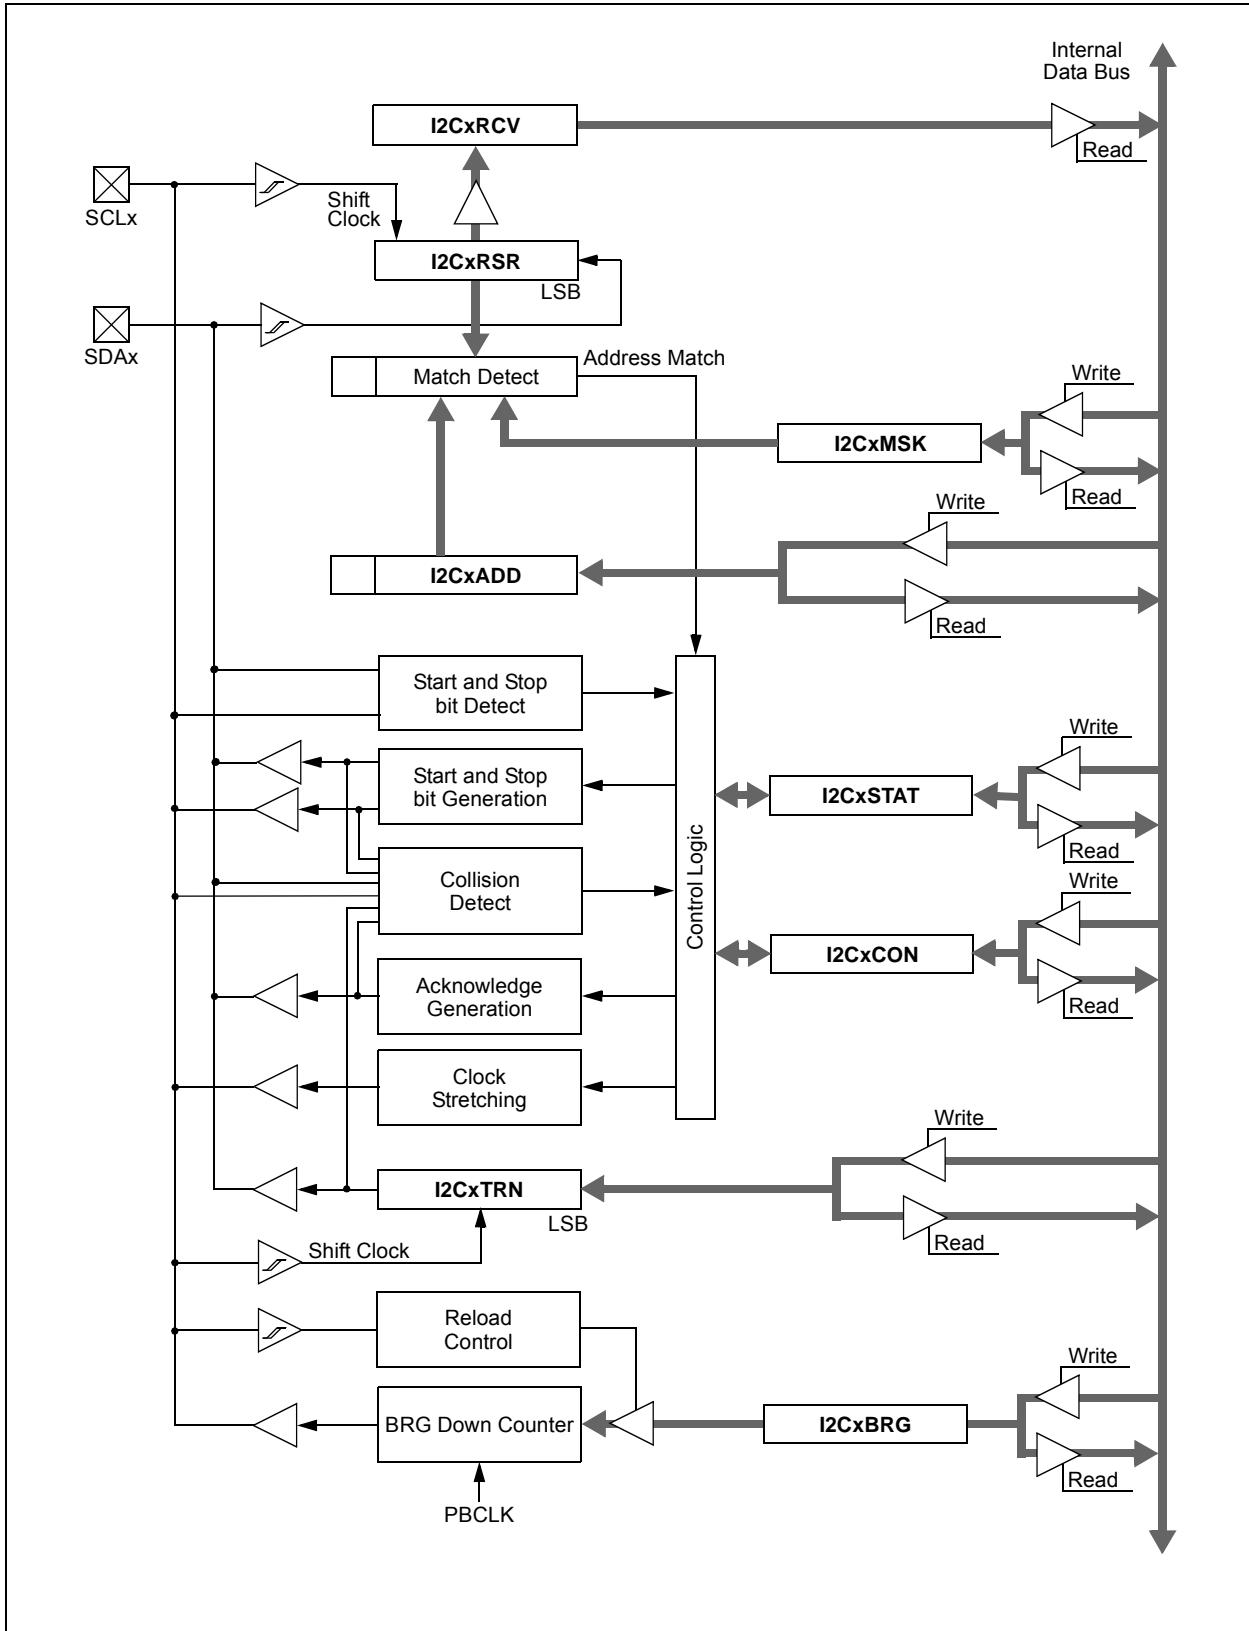 Internal
Data Bus
I2CxRCV
Read
SCLx
Shift
Clock
I2CxRSR
LSB
SDAx
Address Match
Match Detect
Write
I2CxMSK
Read
Write
I2CxADD
Read
Start and Stop
bit Detect
Write
Start and Stop
bit Generation
I2CxSTAT
Read
Control Logic
Collision
Detect
Write
I2CxCON
Read
Acknowledge
Generation
Clock
Stretching
Write
I2CxTRN
LSB
Read
Shift Clock
Reload
Control
Write
BRG Down Counter
I2CxBRG
Read
PBCLK